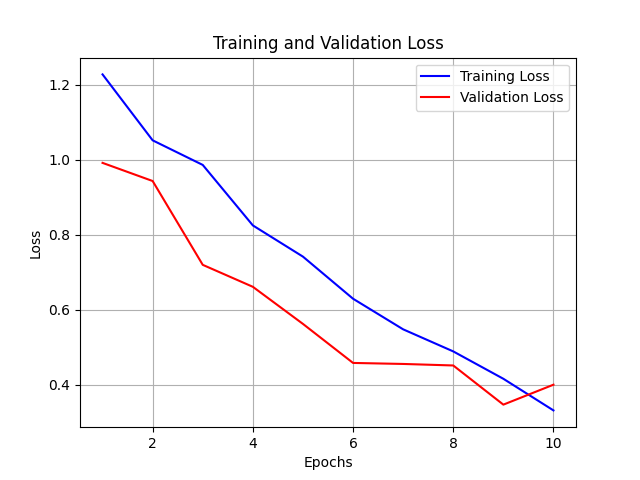 Training and Validation Loss
Training Loss
Validation Loss
1.2
1.0
0.8
0.6
0.4
Loss
2 4 6 8 10
Epochs